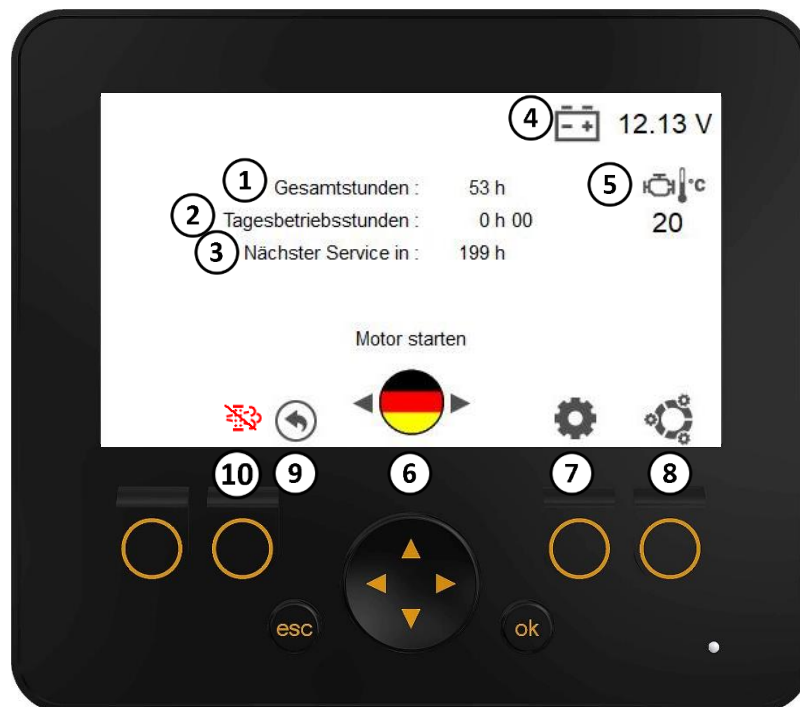 4 12.13 V
1 Gesamtstunden : 53 h
5 °C
2 Tagesbetriebsstunden : 0 h 00
20
3 Nächster Service in : 199 h
Motor starten
10 9 6 7 8
esc ok